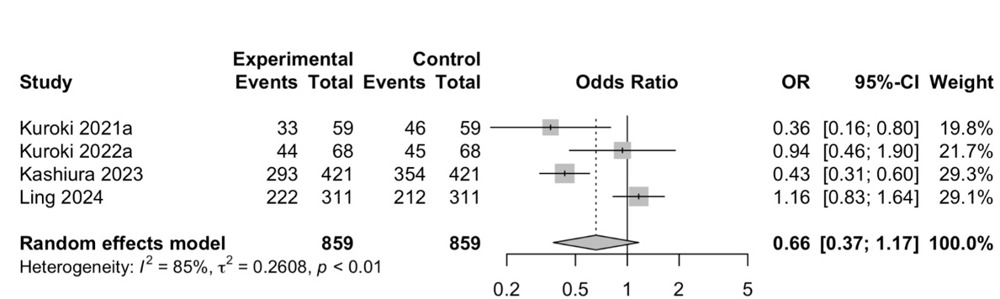 Experimental Control
Study Events Total Events Total Odds Ratio OR 95%-CI Weight
Kuroki 2021a 33 59 46 59 0.36 [0.16; 0.80] 19.8%
Kuroki 2022a 44 68 45 68 0.94 [0.46; 1.90] 21.7%
Kashiura 2023 293 421 354 421 0.43 [0.31; 0.60] 29.3%
Ling 2024 222 311 212 311 1.16 [0.83; 1.64] 29.1%
Random effects model 859 859 0.66 [0.37; 1.17] 100.0%
Heterogeneity: I² = 85%, τ² = 0.2608, p < 0.01
0.2 0.5 1 2 5